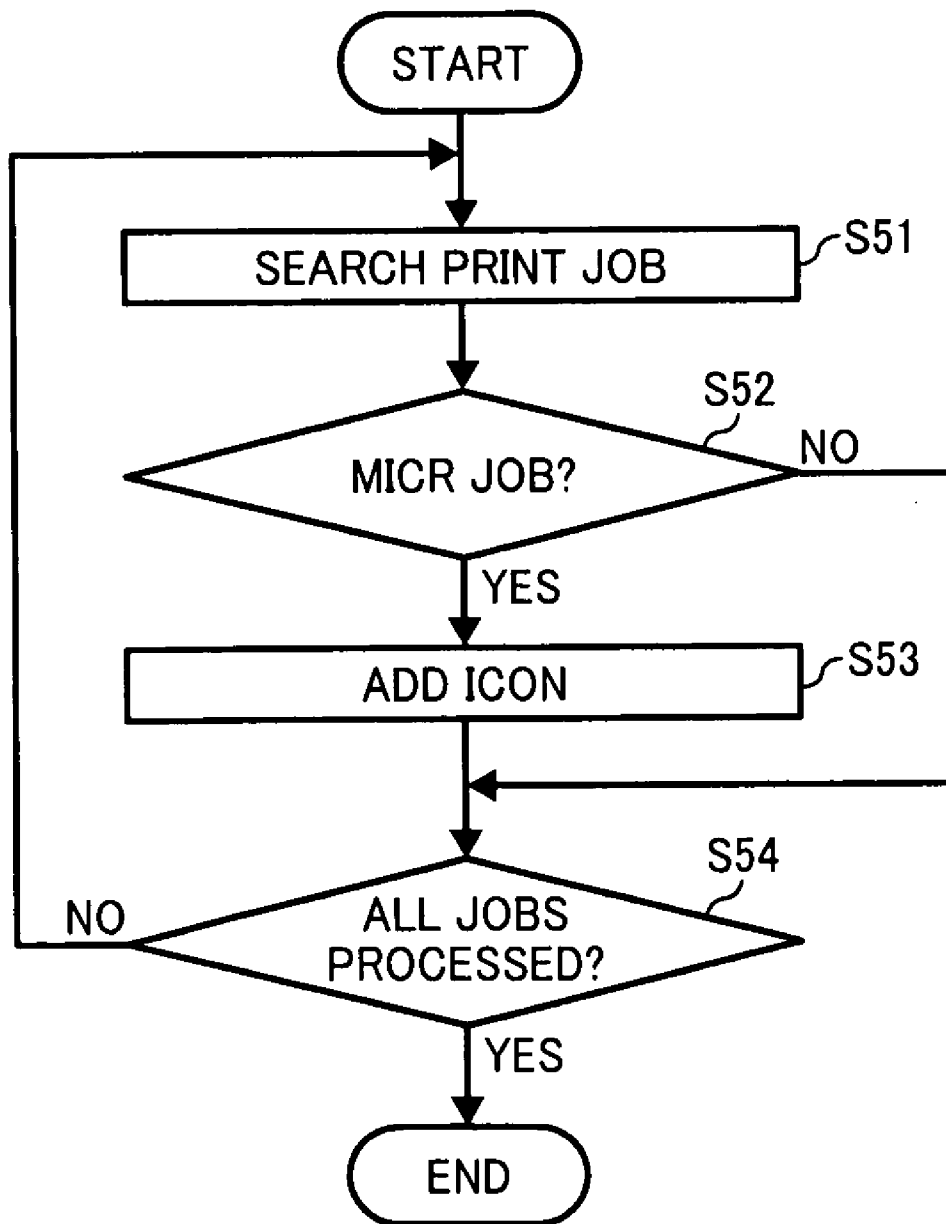 START
SEARCH PRINT JOB
S51
S52
MICR JOB?
NO
YES
ADD ICON
S53
S54
ALL JOBS
PROCESSED?
NO
YES
END